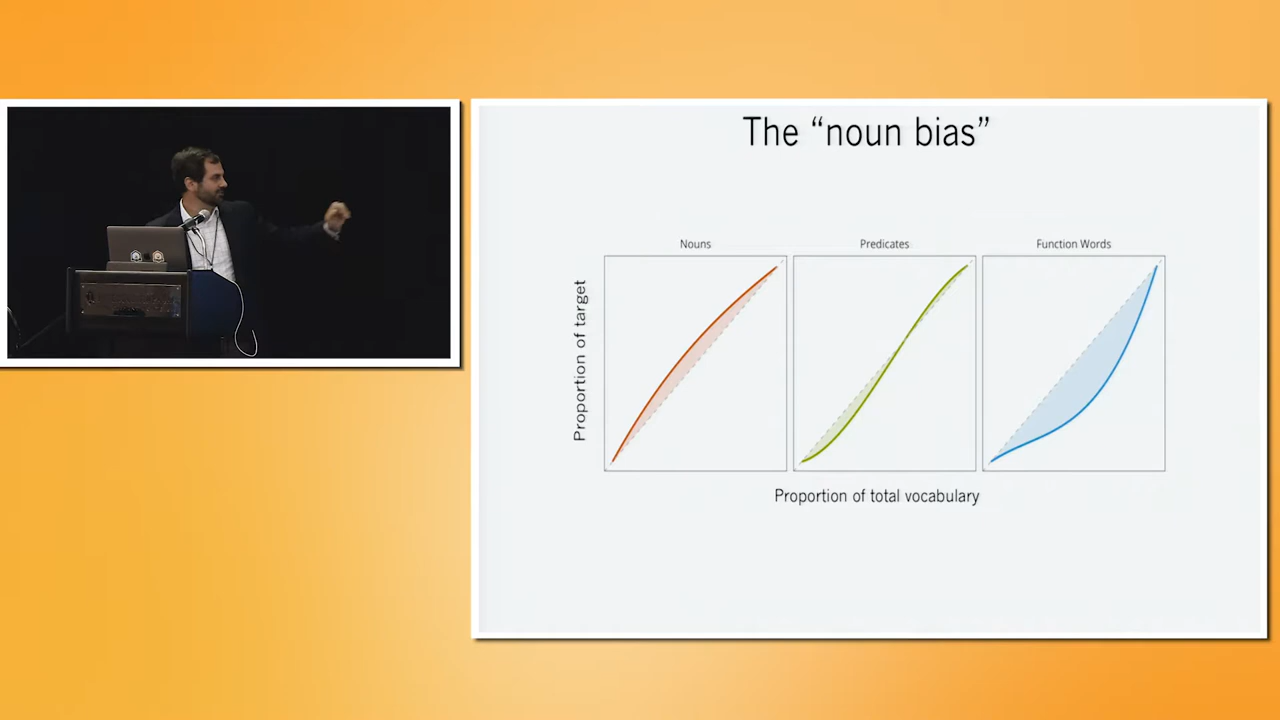 The “noun bias”
Nouns
Predicates
Function Words
Proportion of target
Proportion of total vocabulary